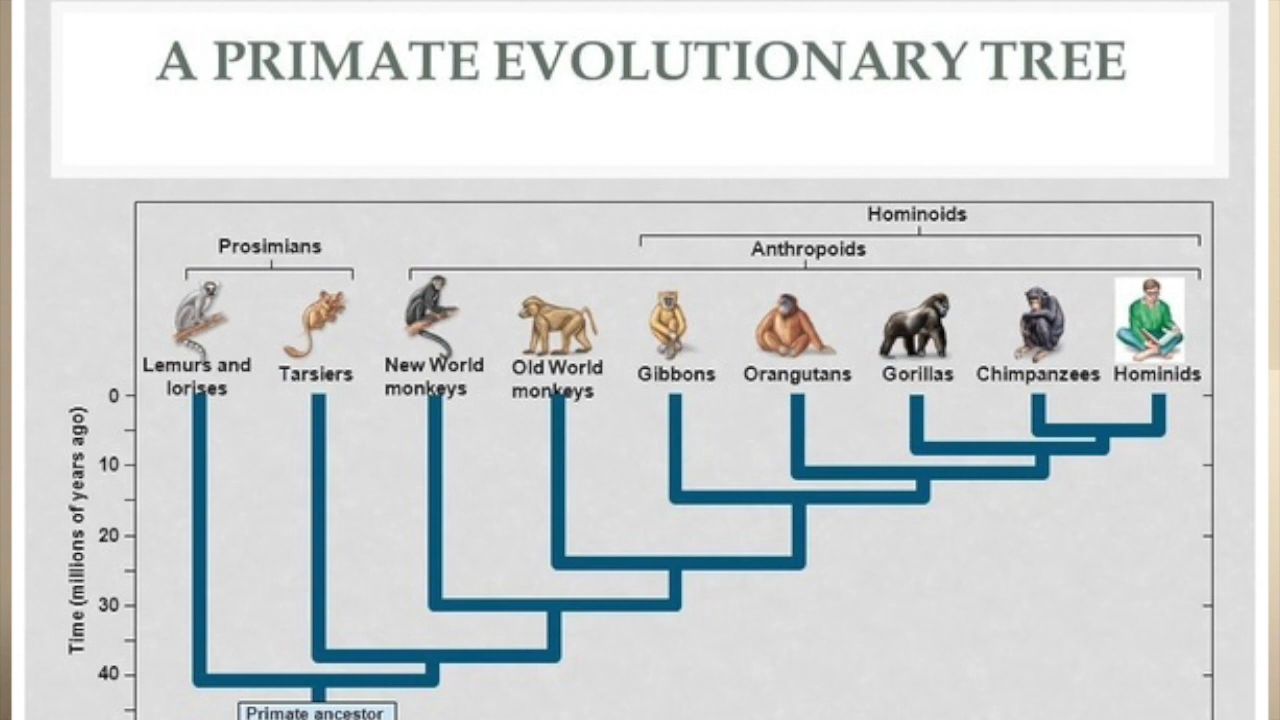 A PRIMATE EVOLUTIONARY TREE
Hominoids
Prosimians
Anthropoids
Lemurs and
lorises
Tarsiers
New World
monkeys
Old World
monkeys
Gibbons
Orangutans
Gorillas
Chimpanzees
Hominids
Time (millions of years ago)
0
10
20
30
40
Primate ancestor